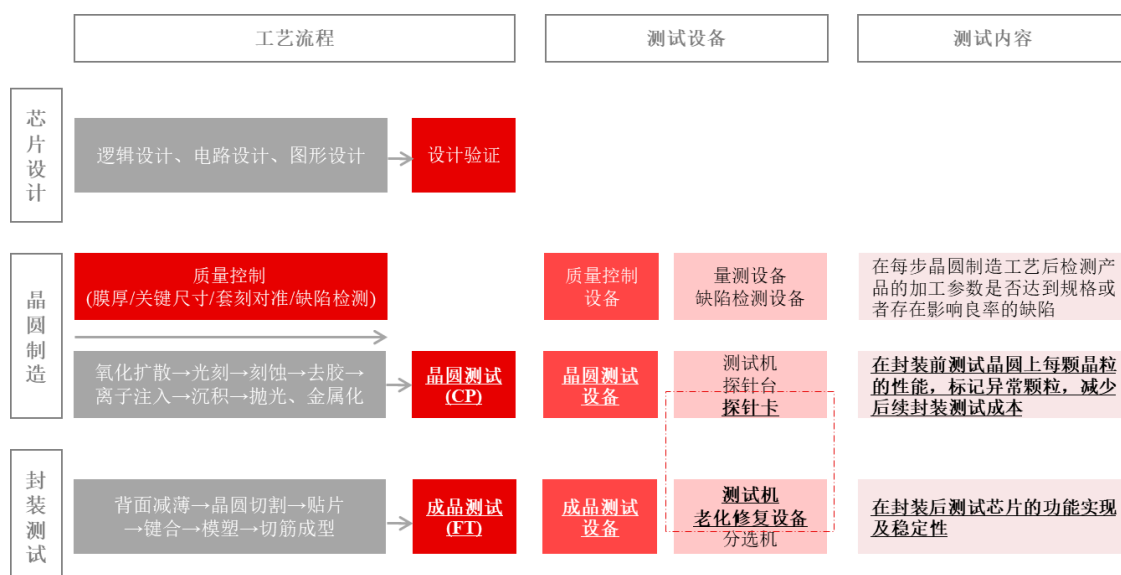 工艺流程
测试设备
测试内容
芯片设计
逻辑设计、电路设计、图形设计
设计验证
晶圆制造
质量控制
(膜厚/关键尺寸/套刻对准/缺陷检测)
质量控制
设备
量测设备
缺陷检测设备
在每步晶圆制造工艺后检测产
品的加工参数是否达到规格或
者存在影响良率的缺陷
氧化扩散→光刻→刻蚀→去胶→
离子注入→沉积→抛光、金属化
晶圆测试
(CP)
晶圆测试
设备
测试机
探针台
探针卡
在封装前测试晶圆上每颗晶粒
的性能，标记异常颗粒，减少
后续封装测试成本
封装测试
背面减薄→晶圆切割→贴片
→键合→模塑→切筋成型
成品测试
(FT)
成品测试
设备
测试机
老化修复设备
分选机
在封装后测试芯片的功能实现
及稳定性